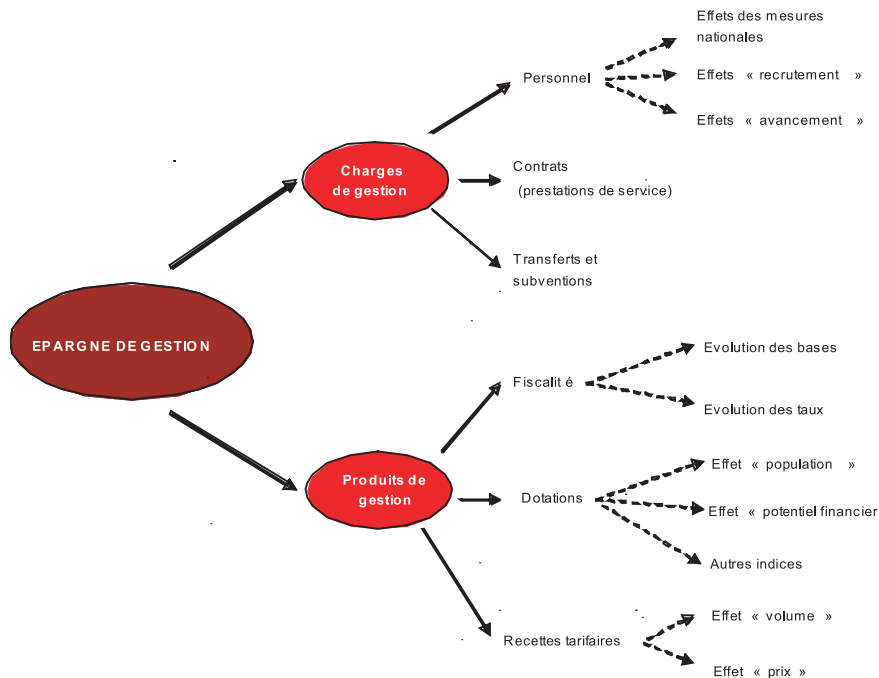 Effets des mesures
nationales
Personnel
Effets « recrutement »
Effets « avancement »
Charges
de gestion
Contrats
(prestations de service)
Transferts et
subventions
EPARGNE DE GESTION
Evolution des bases
Fiscalit é
Evolution des taux
Produits de
gestion
Effet « population »
Dotations
Effet « potentiel financier
Autres indices
Effet « volume »
Recettes tarifaires
Effet « prix »